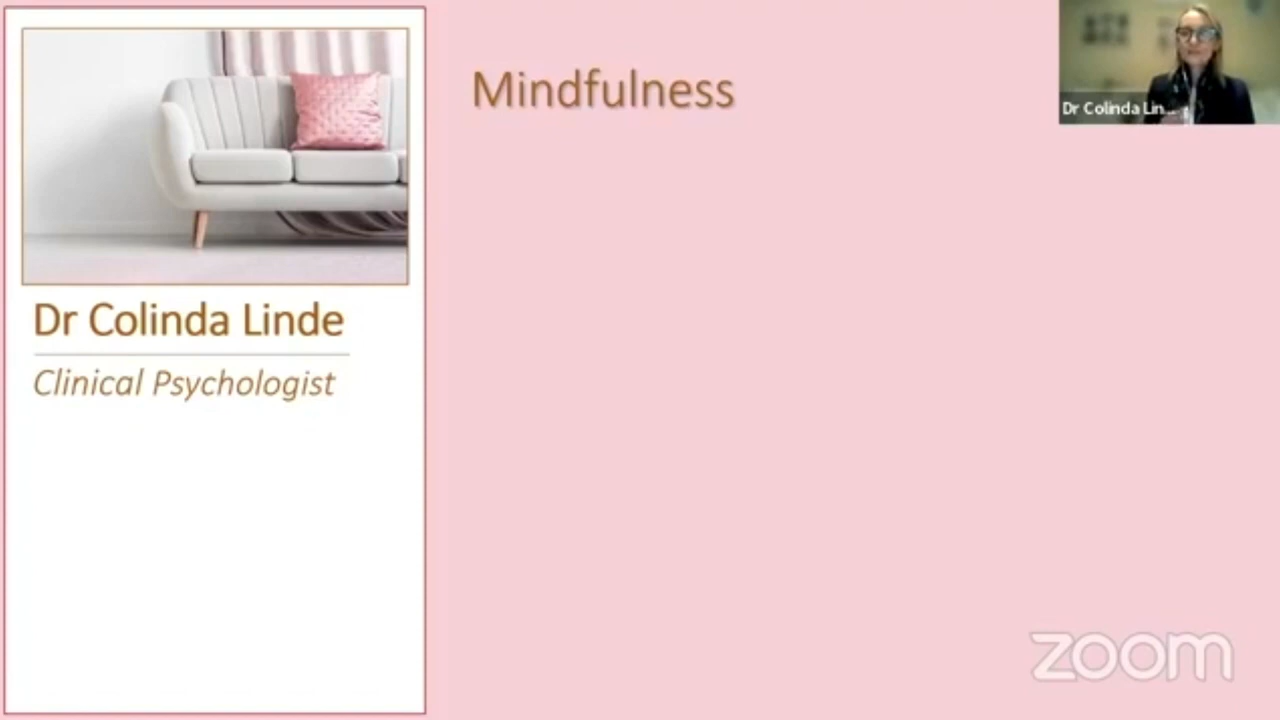 Mindfulness
Dr Colinda Lin...
Dr Colinda Linde
Clinical Psychologist
zoom